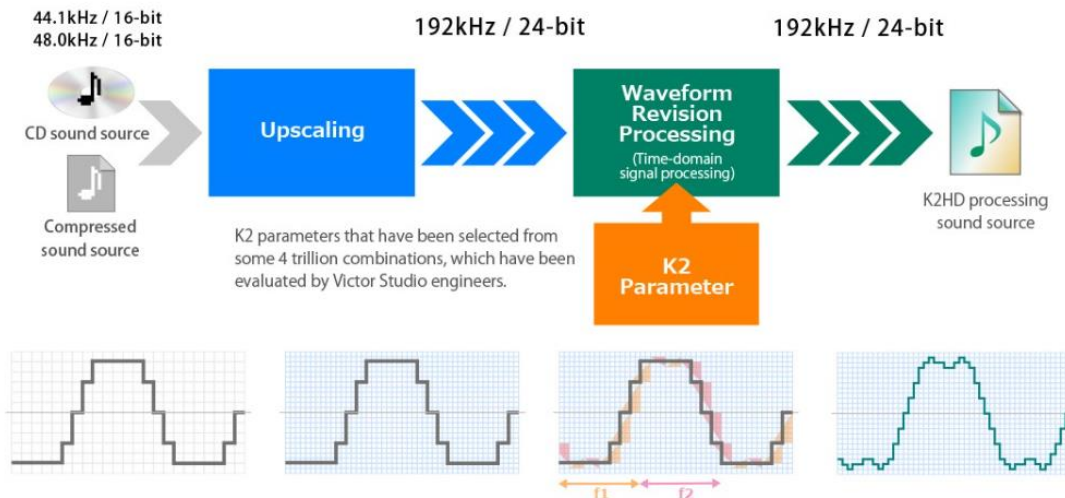 44.1kHz / 16-bit
48.0kHz / 16-bit
192kHz / 24-bit
192kHz / 24-bit
CD sound source
Compressed
sound source
Upscaling
Waveform
Revision
Processing
(Time-domain
signal processing)
K2HD processing
sound source
K2 parameters that have been selected from
some 4 trillion combinations, which have been
evaluated by Victor Studio engineers.
K2
Parameter
f1
f2